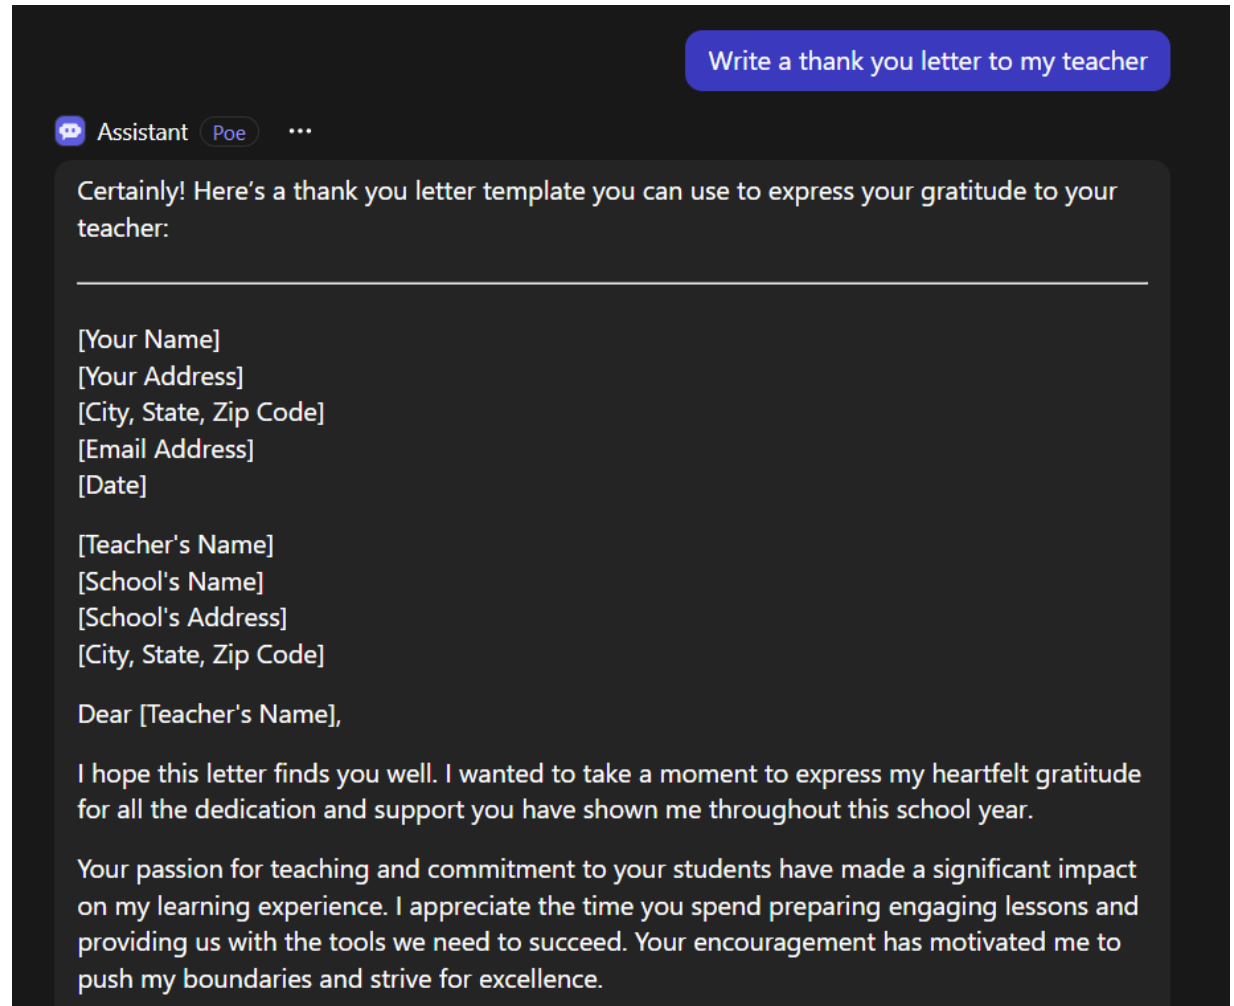 Write a thank you letter to my teacher
Assistant Poe ...
Certainly! Here’s a thank you letter template you can use to express your gratitude to your
teacher:
[Your Name]
[Your Address]
[City, State, Zip Code]
[Email Address]
[Date]
[Teacher's Name]
[School's Name]
[School's Address]
[City, State, Zip Code]
Dear [Teacher's Name],
I hope this letter finds you well. I wanted to take a moment to express my heartfelt gratitude
for all the dedication and support you have shown me throughout this school year.
Your passion for teaching and commitment to your students have made a significant impact
on my learning experience. I appreciate the time you spend preparing engaging lessons and
providing us with the tools we need to succeed. Your encouragement has motivated me to
push my boundaries and strive for excellence.